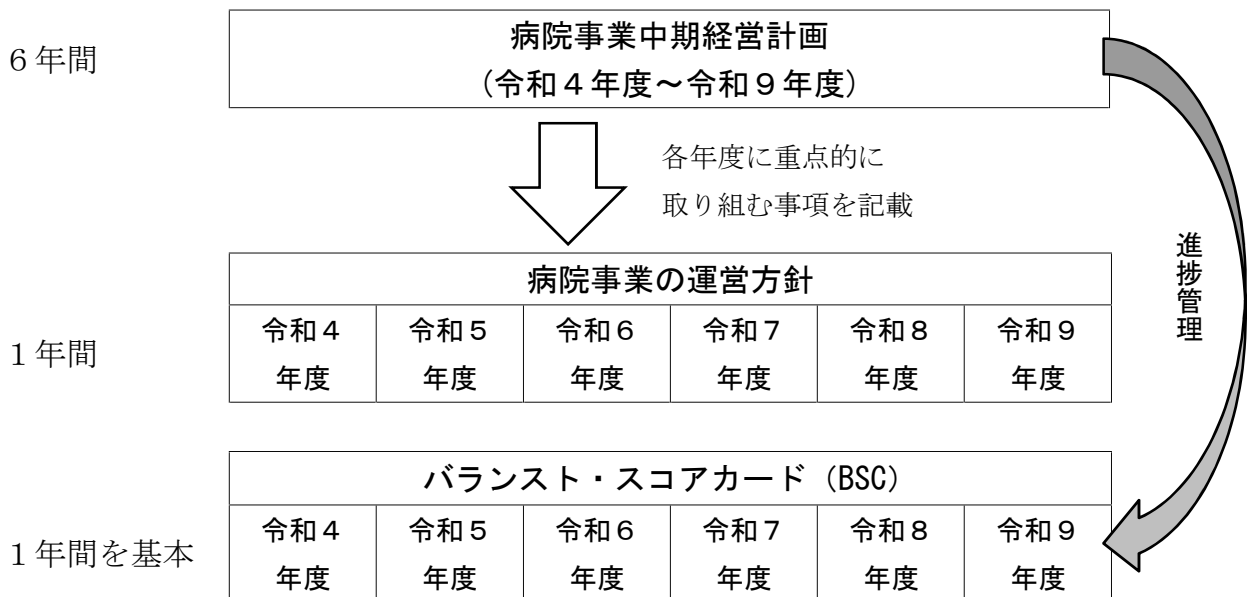 6年間
病院事業中期経営計画
(令和4年度~令和9年度)
各年度に重点的に
取り組む事項を記載
進捗管理
1年間
病院事業の運営方針
令和4
年度
令和5
年度
令和6
年度
令和7
年度
令和8
年度
令和9
年度
1年間を基本
バランスト・スコアカード(BSC)
令和4
年度
令和5
年度
令和6
年度
令和7
年度
令和8
年度
令和9
年度